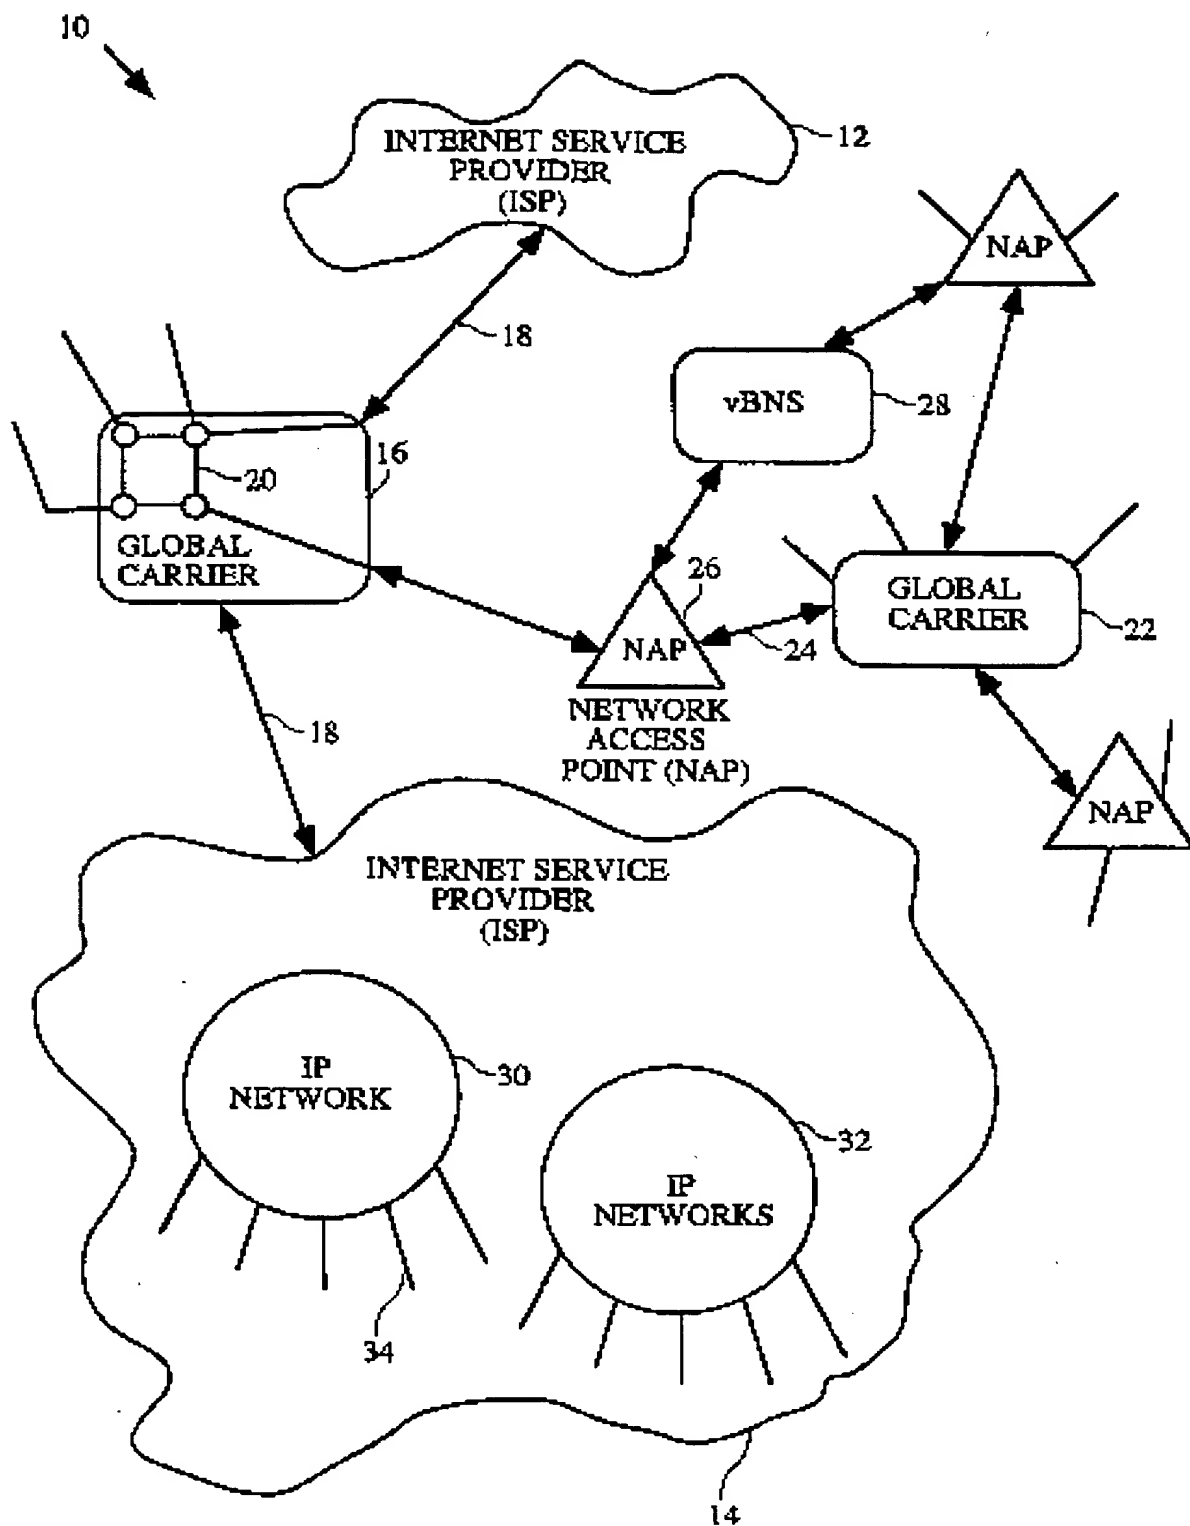 10
INTERNET SERVICE
PROVIDER
(ISP)
12
NAP
18
vBNS
28
16
20
GLOBAL
CARRIER
26
GLOBAL
CARRIER
22
NAP
24
NETWORK
ACCESS
POINT (NAP)
18
NAP
INTERNET SERVICE
PROVIDER
(ISP)
IP
NETWORK
30
32
IP
NETWORKS
34
14